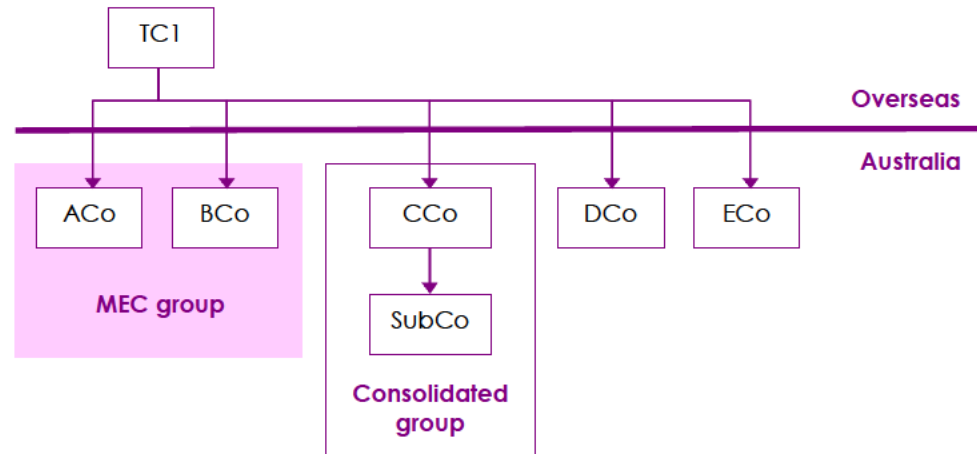 TC1
Overseas
Australia
ACo
BCo
CCo
DCo
ECo
MEC group
SubCo
Consolidated
group